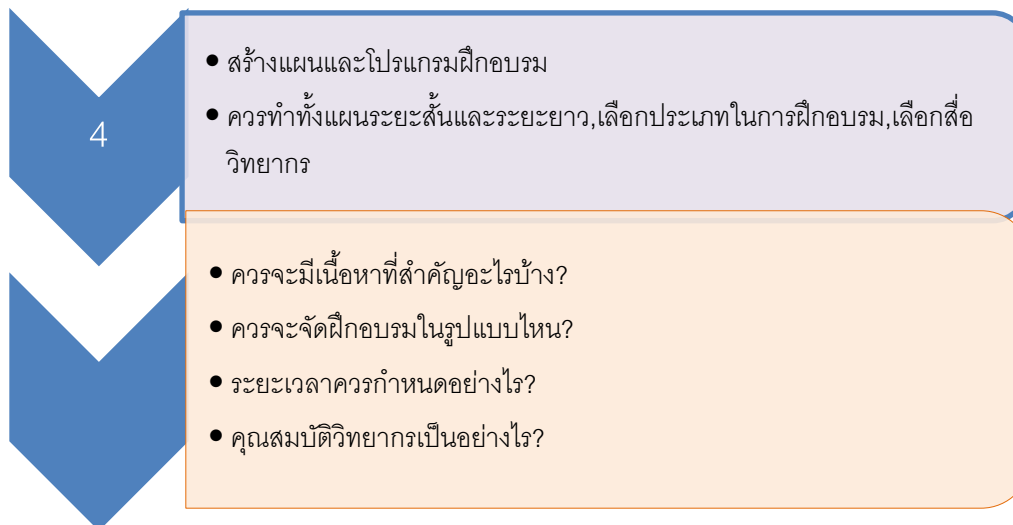 4
• สร้างแผนและโปรแกรมฝึกอบรม
• ควรทำทั้งแผนระยะสั้นและระยะยาว,เลือกประเภทในการฝึกอบรม,เลือกสื่อ
วิทยากร
• ควรจะมีเนื้อหาที่สำคัญอะไรบ้าง?
• ควรจะจัดฝึกอบรมในรูปแบบไหน?
• ระยะเวลาควรกำหนดอย่างไร?
• คุณสมบัติวิทยากรเป็นอย่างไร?